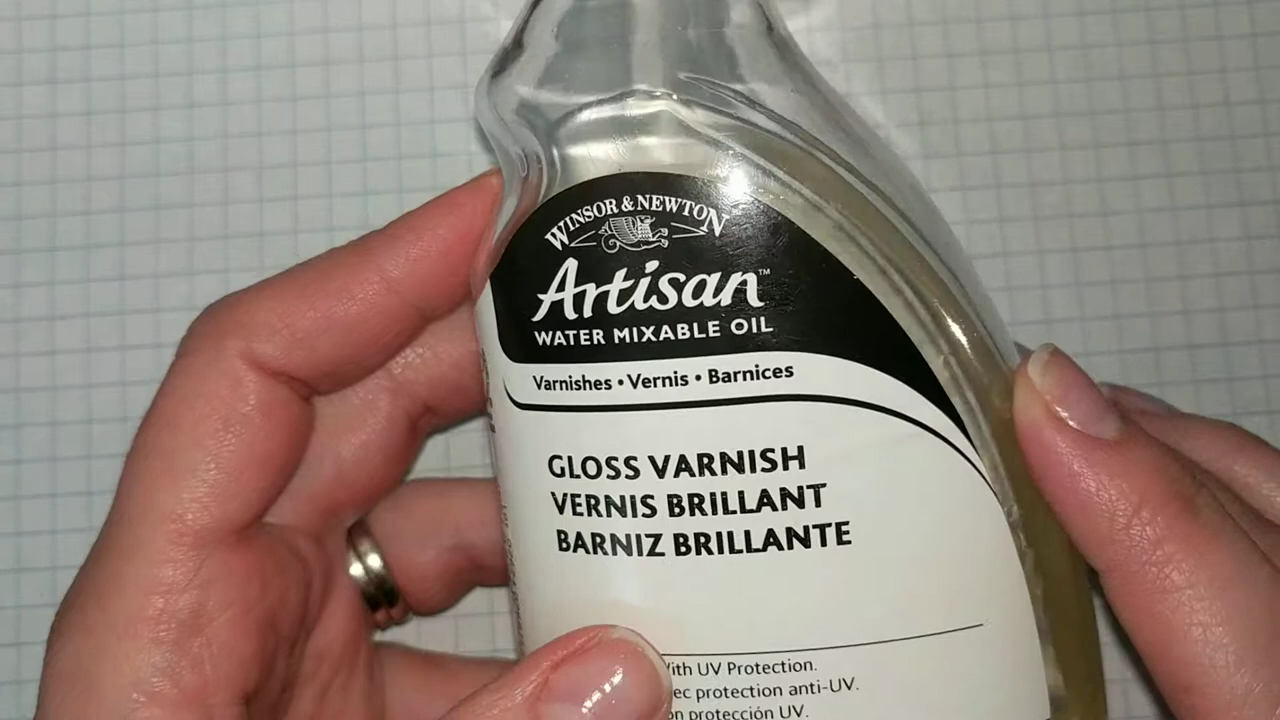 WINSOR & NEWTON
Artisan™
WATER MIXABLE OIL
Varnishes • Vernis • Barnices
GLOSS VARNISH
VERNIS BRILLANT
BARNIZ BRILLANTE
UV Protection.
protection anti-UV.
protección UV.